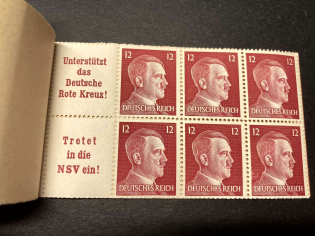 Unterstützt
das
Deutsche
Rote Kreuz!
12 12 12
DEUTSCHES REICH DEUTSCHES REICH DEUTSCHES REICH
Tretet
in die
NSV ein!
12 12 12
DEUTSCHES REICH DEUTSCHES REICH DEUTSCHES REICH